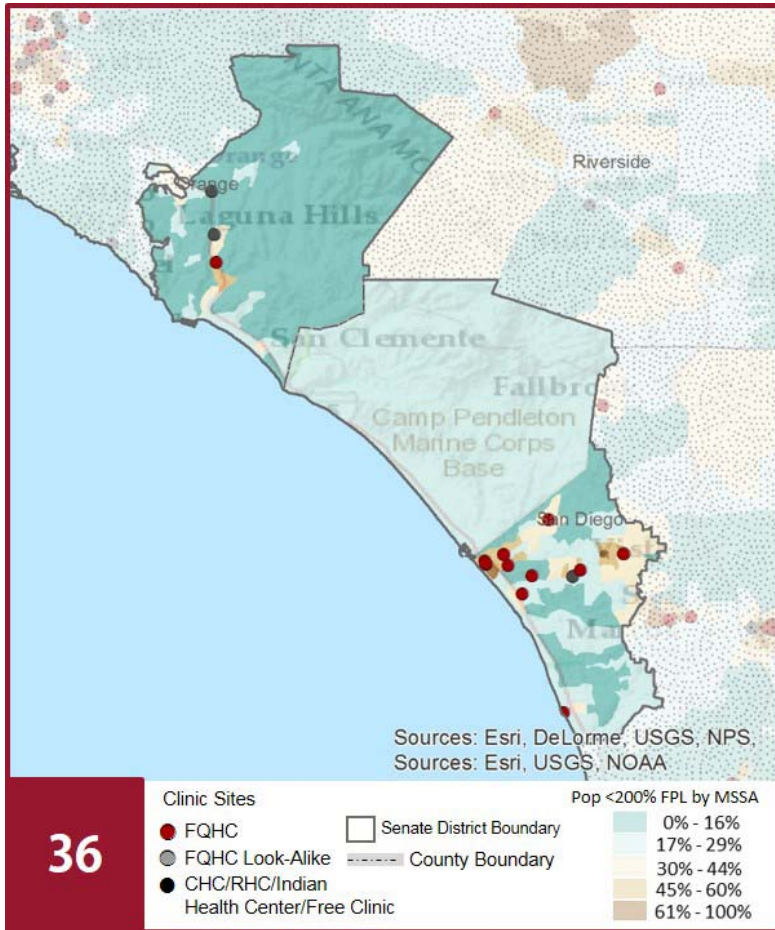 Riverside
Orange
Orange
Laguna Hills
San Clemente
Fallbro
Camp Pendleton
Marine Corps
Base
San Diego
Vist
Sources: Esri, DeLorme, USGS, NPS,
Sources: Esri, USGS, NOAA
36
Clinic Sites
FQHC
FQHC Look-Alike
CHC/RHC/Indian
Health Center/Free Clinic
Senate District Boundary
County Boundary
Pop <200% FPL by MSSA
0% - 16%
17% - 29%
30% - 44%
45% - 60%
61% - 100%